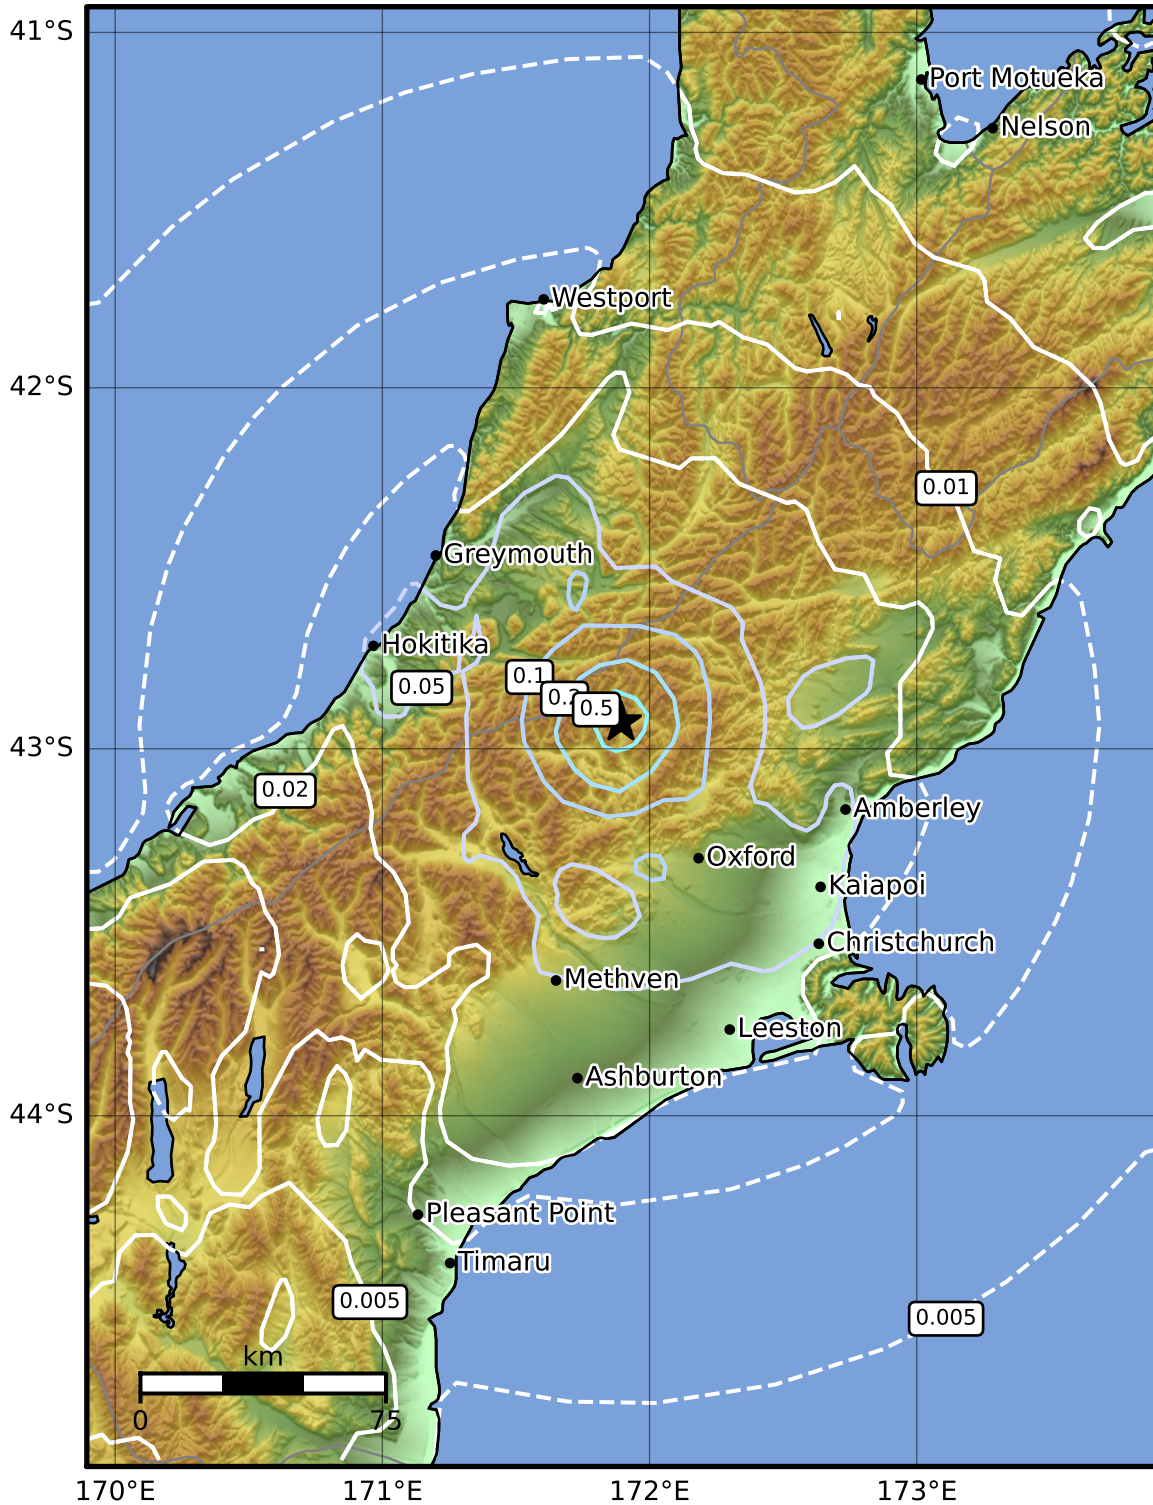 41°S
Port Motueka
Nelson
Westport
42°S
0.01
Greymouth
Hokitika
0.1
0.05
0.2
0.5
43°S
0.02
Amberley
Oxford
Kaiapoi
Christchurch
Methven
Leeston
Ashburton
44°S
Pleasant Point
Timaru
0.005
0.005
km
0 75
170°E 171°E 172°E 173°E